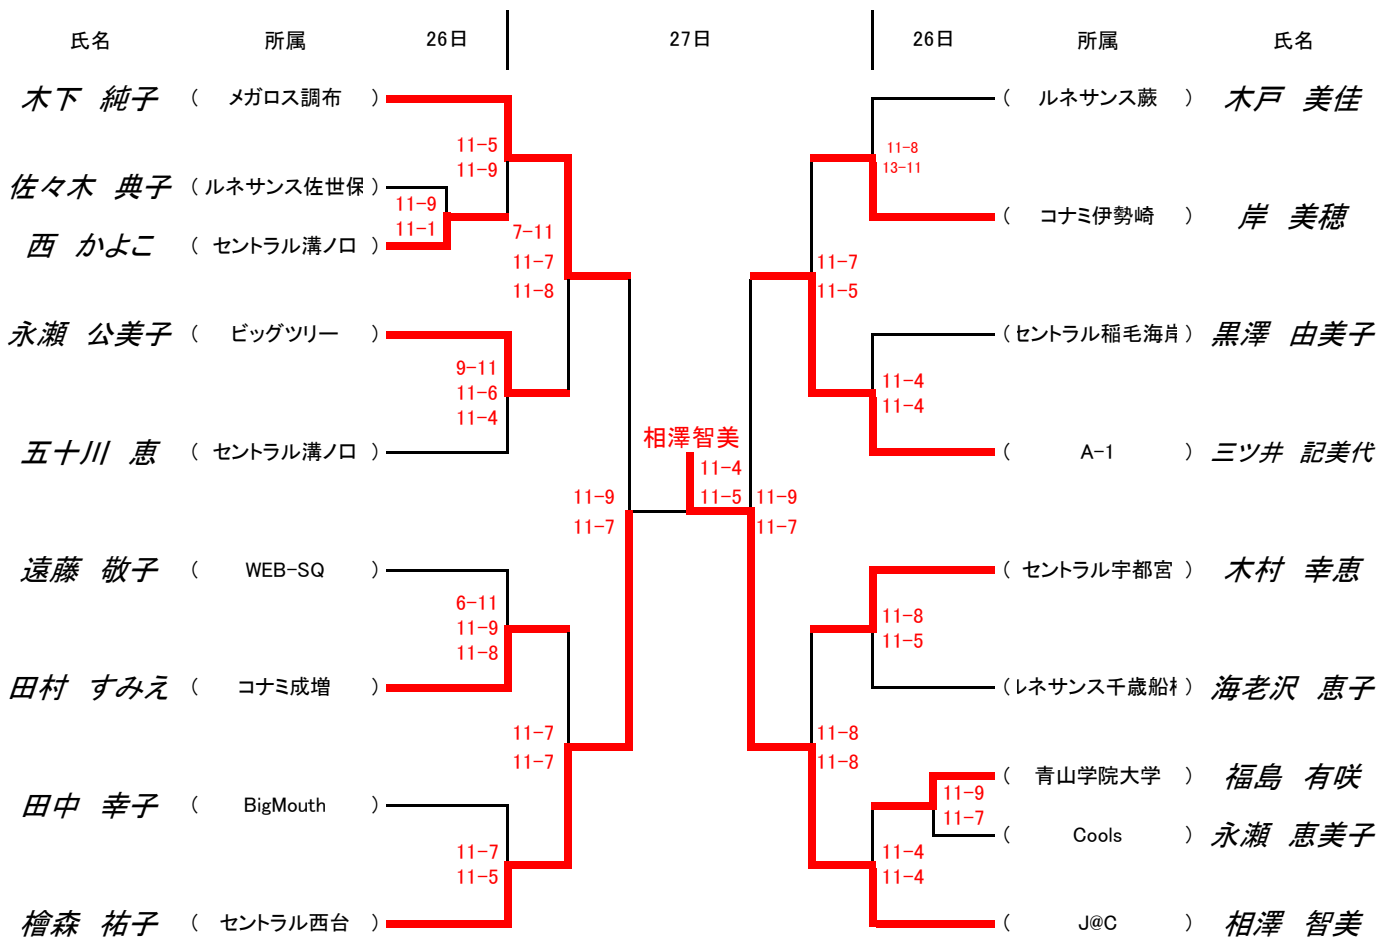 氏名 所属 26日 27日 26日 所属 氏名
木下 純子 ( メガロス調布 ) ( ルネサンス蕨 ) 木戸 美佳
11-5 11-8
11-9 13-11
佐々木 典子 ( ルネサンス佐世保 )
11-9
11-1 ( コナミ伊勢崎 ) 岸 美穂
西 かよこ ( セントラル溝ノ口 )
7-11
11-7 11-7
11-8 11-5
永瀬 公美子 ( ビッグツリー ) ( セントラル稲毛海岸 ) 黒澤 由美子
9-11
11-6 11-4
11-4 11-4
相澤智美
五十川 恵 ( セントラル溝ノ口 ) ( A-1 ) 三ツ井 記美代
11-4
11-9 11-5 11-9
11-7 11-7
遠藤 敬子 ( WEB-SQ ) ( セントラル宇都宮 ) 木村 幸恵
6-11
11-9 11-8
11-8 11-5
田村 すみえ ( コナミ成増 ) ( レネサンス千歳船 ) 海老沢 恵子
11-7 11-8
11-7 11-8
( 青山学院大学 ) 福島 有咲
11-9
田中 幸子 ( BigMouth )
11-7
( Cools ) 永瀬 恵美子
11-7 11-4
11-5 11-4
檜森 祐子 ( セントラル西台 ) ( J@C ) 相澤 智美